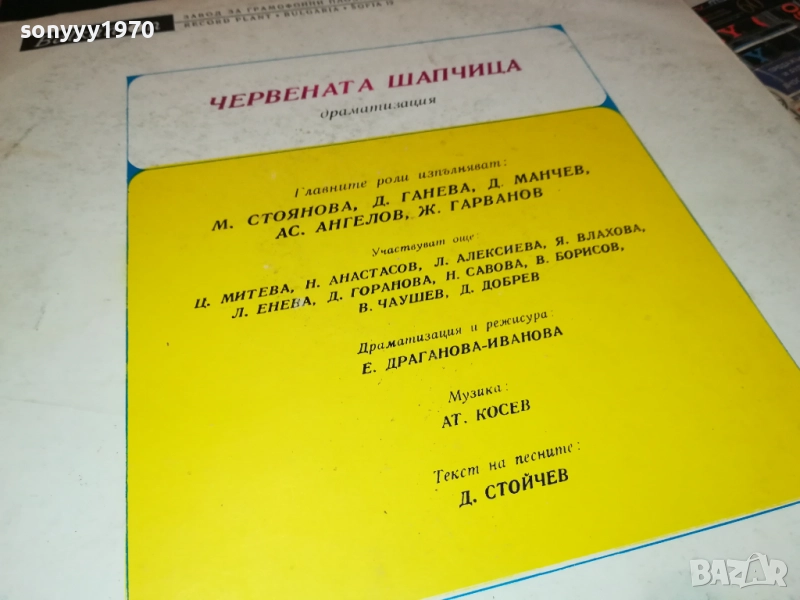 sonyyy1970
ЗАВОД ЗА ГРАМОФОННИ
RECORD PLANT • BULGARIA • SOFIA 12
ЧЕРВЕНАТА ШАПЧИЦА
драматизация
Главните роли изпълняват:
М. СТОЯНОВА, Д. ГАНЕВА, Д. МАНЧЕВ,
АС. АНГЕЛОВ, Ж. ГАРВАНОВ
Участвуват още:
Ц. МИТЕВА, Н. АНАСТАСОВ, Л. АЛЕКСИЕВА, Я. ВЛАХОВА,
Л. ЕНЕВА, Д. ГОРАНОВА, Н. САВОВА, В. БОРИСОВ,
В. ЧАУШЕВ, Д. ДОБРЕВ
Драматизация и режисура:
Е. ДРАГАНОВА-ИВАНОВА
Музика:
АТ. КОСЕВ
Текст на песните:
Д. СТОЙЧЕВ
BAZAR